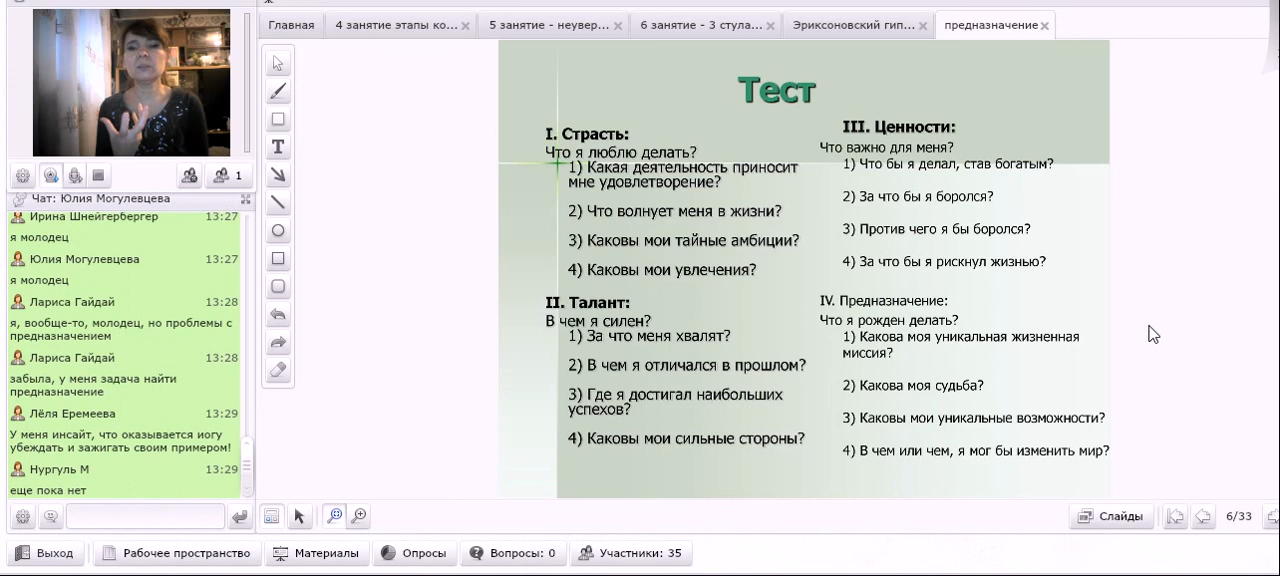 Главная
4 занятие этапы ко...
5 занятие - неувер...
6 занятие - 3 стула...
Эриксоновский гип...
предназначение
1
Чат: Юлия Могулевцева
Ирина Шнейгербергер 13:27
я молодец
Юлия Могулевцева 13:27
я молодец
Лариса Гайдай 13:28
я, вообще-то, молодец, но проблемы с
предназначением
Лариса Гайдай 13:28
забыла, у меня задача найти
предназначение
Лёля Еремеева 13:29
У меня инсайт, что оказывается иогу
убеждать и зажигать своим примером!
Нургуль М 13:29
еще пока нет
T
Тест
I. Страсть:
Что я люблю делать?
1) Какая деятельность приносит
мне удовлетворение?
2) Что волнует меня в жизни?
3) Каковы мои тайные амбиции?
4) Каковы мои увлечения?
II. Талант:
В чем я силен?
1) За что меня хвалят?
2) В чем я отличался в прошлом?
3) Где я достигал наибольших
успехов?
4) Каковы мои сильные стороны?
III. Ценности:
Что важно для меня?
1) Что бы я делал, став богатым?
2) За что бы я боролся?
3) Против чего я бы боролся?
4) За что бы я рискнул жизнью?
IV. Предназначение:
Что я рожден делать?
1) Какова моя уникальная жизненная
миссия?
2) Какова моя судьба?
3) Каковы мои уникальные возможности?
4) В чем или чем, я мог бы изменить мир?
Слайды
6/33
Выход
Рабочее пространство
Материалы
Опросы
Вопросы: 0
Участники: 35